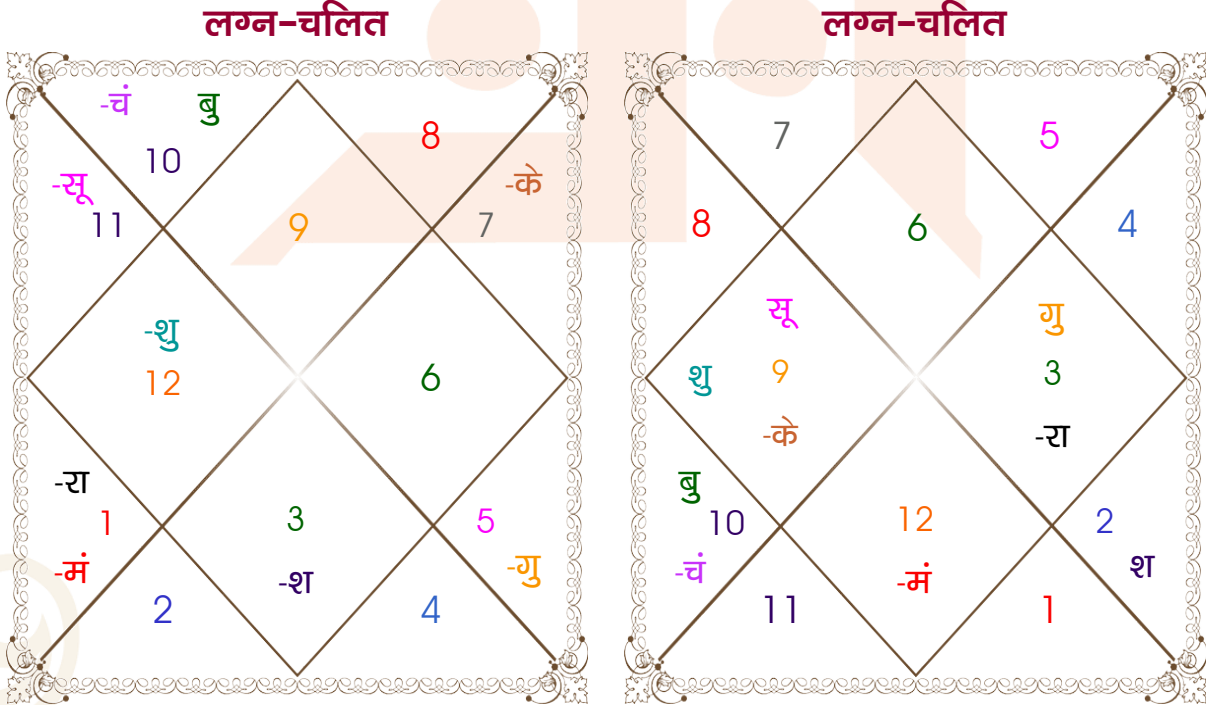 लग्न-चलित
-चं बु 8
10
-सू -के
11 9 7
-शु
12 6
-रा
1 3 5
-मं -श -गु
2 4
लग्न-चलित
7 5
8 6 4
सू गु
शु 9 3
-के -रा
बु
10 12 2
-चं -मं श
11 1